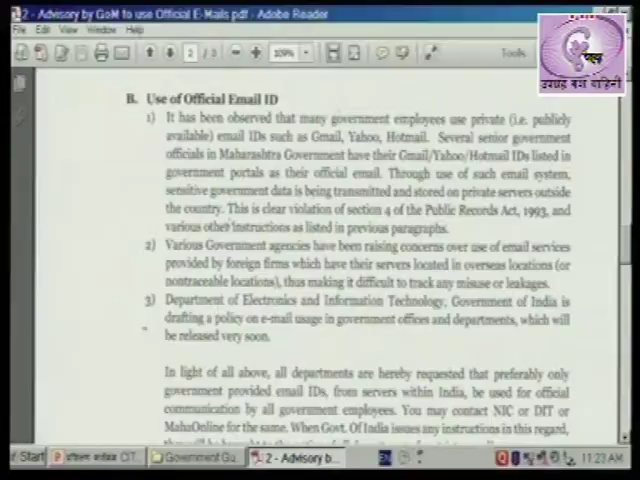 2 - Advisory by GoM to use Official E-Mails.pdf - Adobe Reader
File Edit View Window Help
2 / 3 109% Tools
B. Use of Official Email ID
1) It has been observed that many government employees use private (i.e. publicly
available) email IDs such as Gmail, Yahoo, Hotmail. Several senior government
officials in Maharashtra Government have their Gmail/Yahoo/Hotmail IDs listed in
government portals as their official email. Through use of such email system,
sensitive government data is being transmitted and stored on private servers outside
the country. This is clear violation of section 4 of the Public Records Act, 1993, and
various other instructions as listed in previous paragraphs.
2) Various Government agencies have been raising concerns over use of email services
provided by foreign firms which have their servers located in overseas locations (or
nontraceable locations), thus making it difficult to track any misuse or leakages.
3) Department of Electronics and Information Technology, Government of India is
drafting a policy on e-mail usage in government offices and departments, which will
be released very soon.
In light of all above, all departments are hereby requested that preferably only
government provided email IDs, from servers within India, be used for official
communication by all government employees. You may contact NIC or DIT or
MahaOnline for the same. When Govt. Of India issues any instructions in this regard,
Start CIT... Government Gu... 2 - Advisory b... EN 11:23 AM